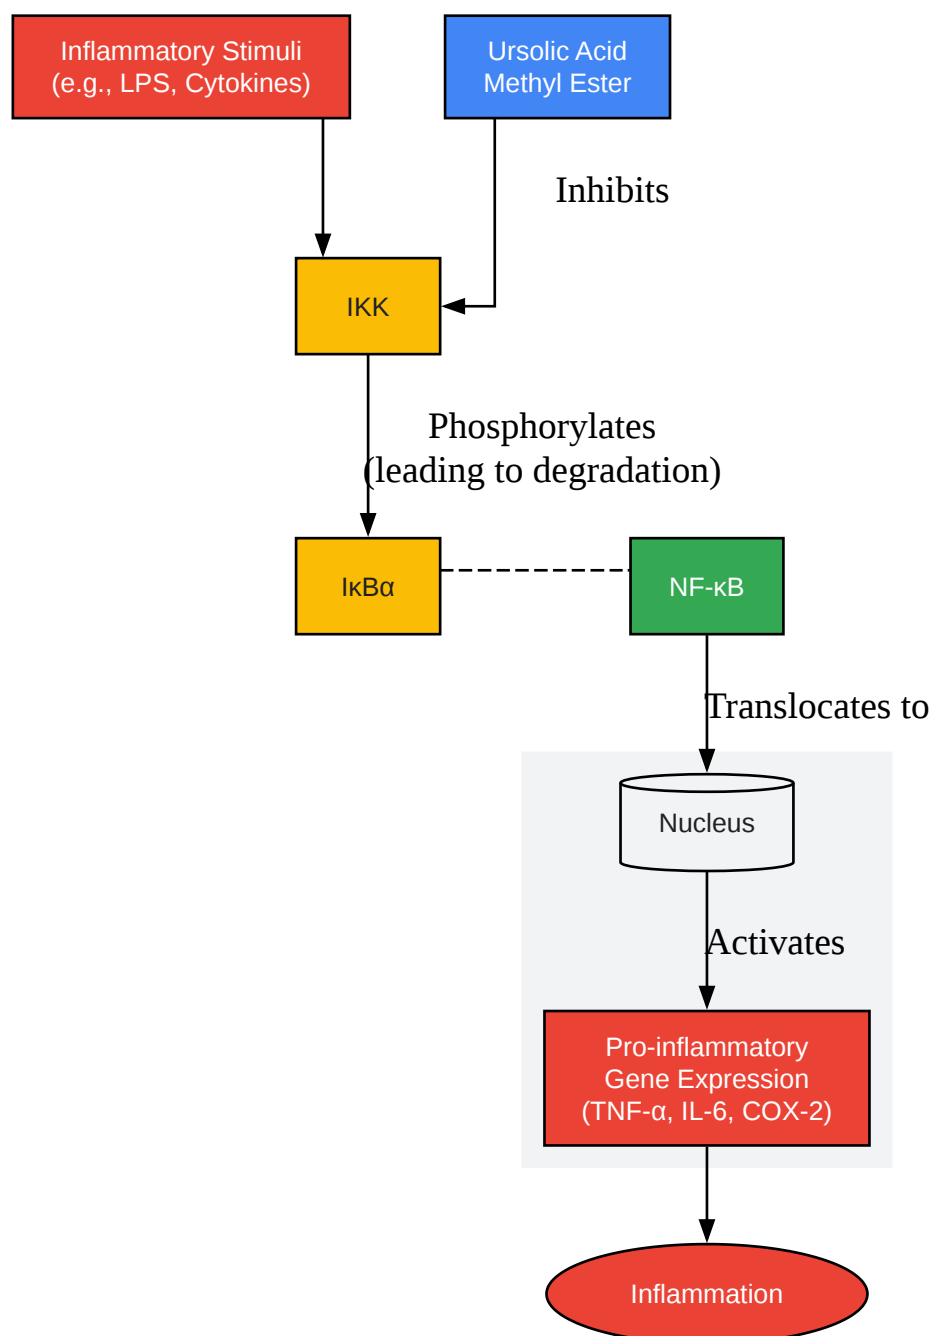 Inflammatory Stimuli
(e.g., LPS, Cytokines)
Ursolic Acid
Methyl Ester
Inhibits
IKK
Phosphorylates
(leading to degradation)
IκBα
NF-κB
Translocates to
Nucleus
Activates
Pro-inflammatory
Gene Expression
(TNF-α, IL-6, COX-2)
Inflammation